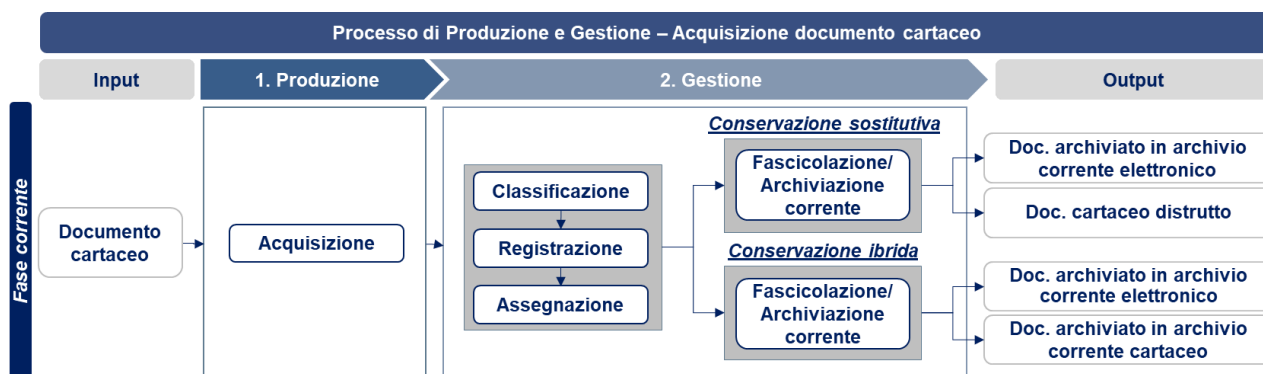 Processo di Produzione e Gestione – Acquisizione documento cartaceo
Input
1. Produzione
2. Gestione
Output
Fase corrente
Documento
cartaceo
Acquisizione
Classificazione
Registrazione
Assegnazione
Conservazione sostitutiva
Fascicolazione/
Archiviazione
corrente
Conservazione ibrida
Fascicolazione/
Archiviazione
corrente
Doc. archiviato in archivio
corrente elettronico
Doc. cartaceo distrutto
Doc. archiviato in archivio
corrente elettronico
Doc. archiviato in archivio
corrente cartaceo